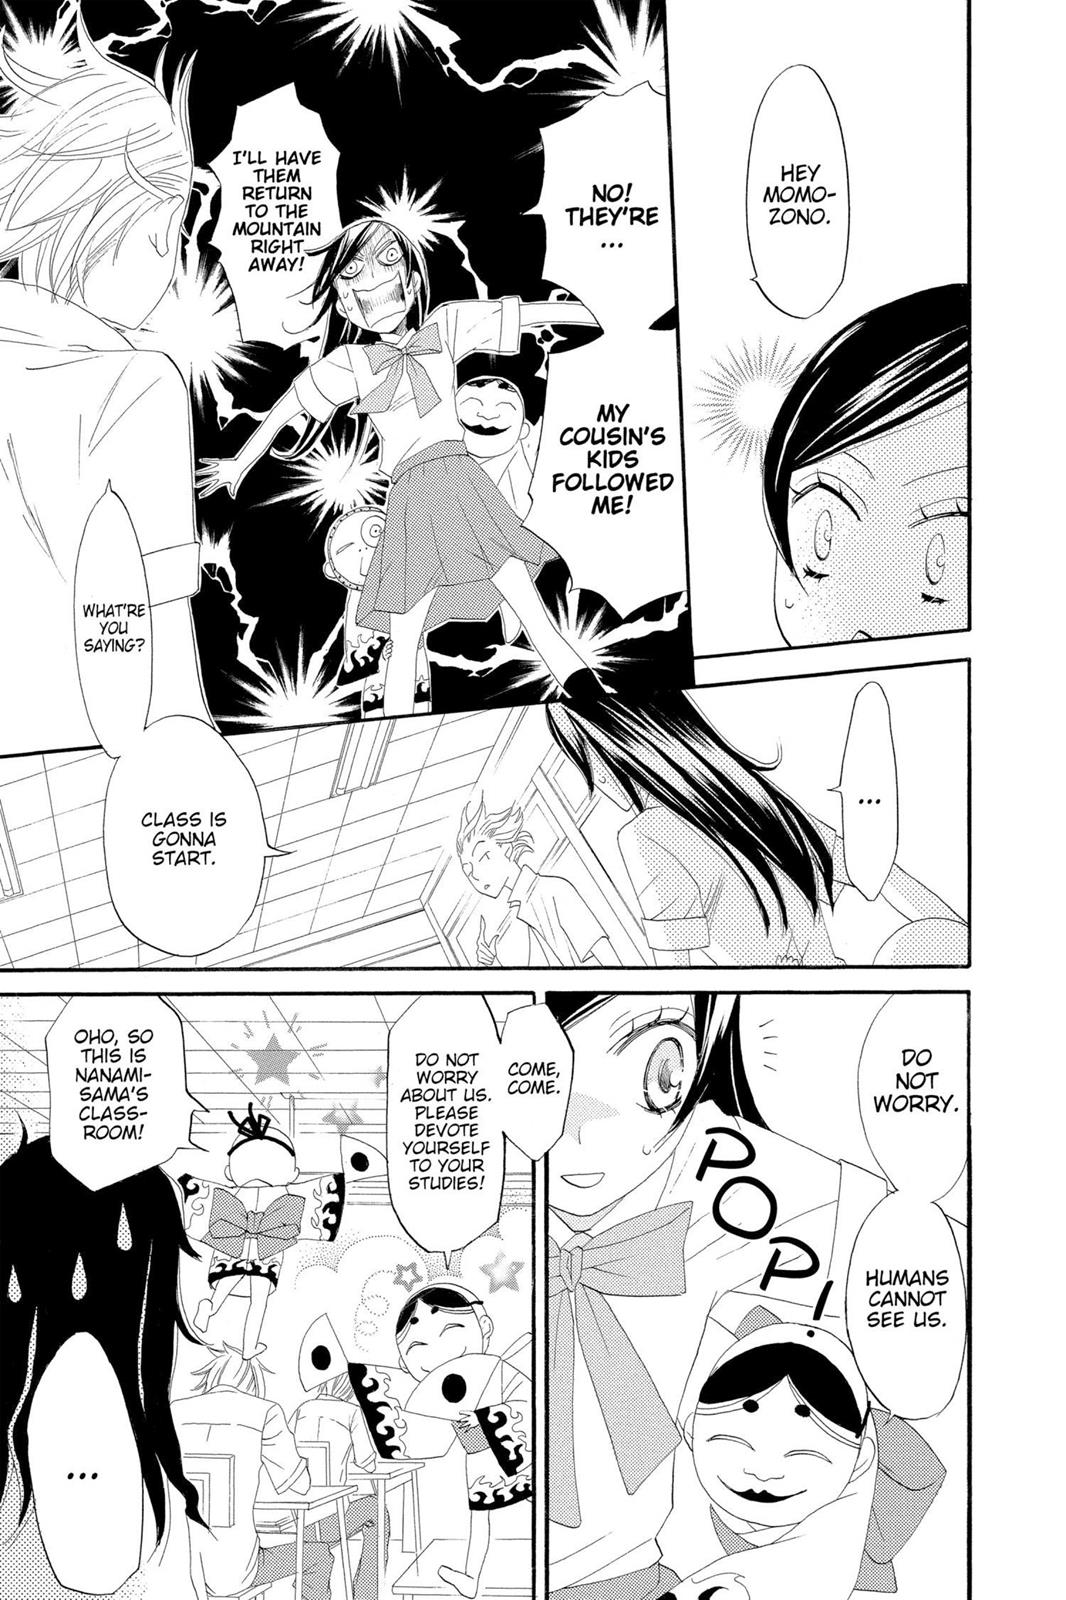 HEY
MOMO-
ZONO.
NO!
THEY'RE
...
MY
COUSIN'S
KIDS
FOLLOWED
ME!
I'LL HAVE
THEM
RETURN
TO THE
MOUNTAIN
RIGHT
AWAY!
...
WHAT'RE
YOU
SAYING?
CLASS IS
GONNA
START.
DO
NOT
WORRY.
HUMANS
CANNOT
SEE US.
POP!
COME,
COME.
DO NOT
WORRY
ABOUT US.
PLEASE
DEVOTE
YOURSELF
TO YOUR
STUDIES!
OHO, SO
THIS IS
NANAMI-
SAMA'S
CLASS-
ROOM!
...